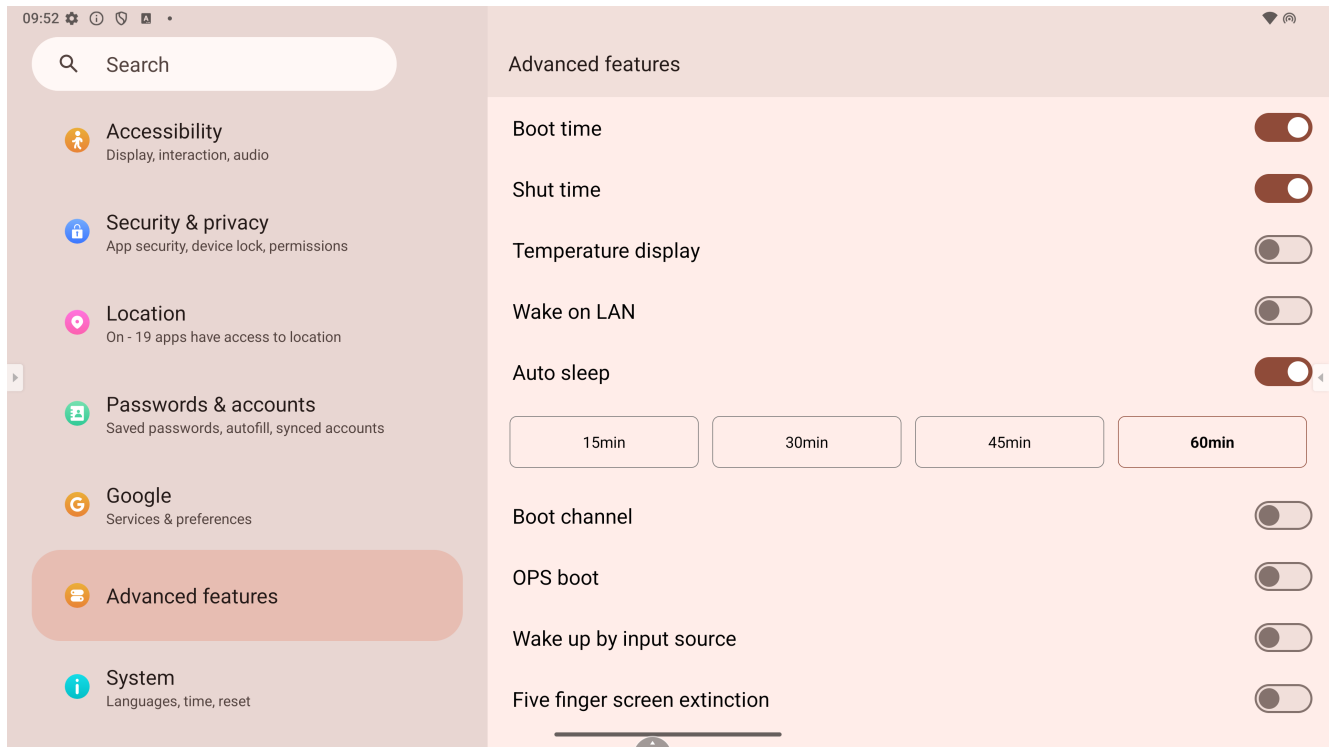 09:52
Search
Accessibility
Display, interaction, audio
Security & privacy
App security, device lock, permissions
Location
On - 19 apps have access to location
Passwords & accounts
Saved passwords, autofill, synced accounts
Google
Services & preferences
Advanced features
System
Languages, time, reset
Advanced features
Boot time
Shut time
Temperature display
Wake on LAN
Auto sleep
15min 30min 45min 60min
Boot channel
OPS boot
Wake up by input source
Five finger screen extinction